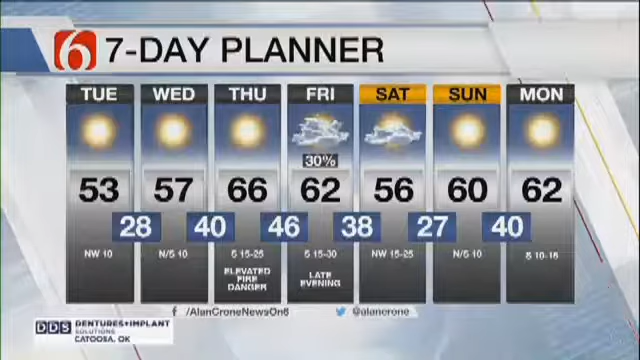 6 7-DAY PLANNER
TUE WED THU FRI SAT SUN MON
30%
53 57 66 62 56 60 62
28 40 46 38 27 40
NW 10 N/S 10 S 15-25 S 15-30 NW 15-25 N/S 10 S 10-15
ELEVATED
FIRE
DANGER
LATE
EVENING
/AlanCroneNewsOn6 @alancrone
DDS DENTURES+IMPLANT
SOLUTIONS
CATOOSA, OK